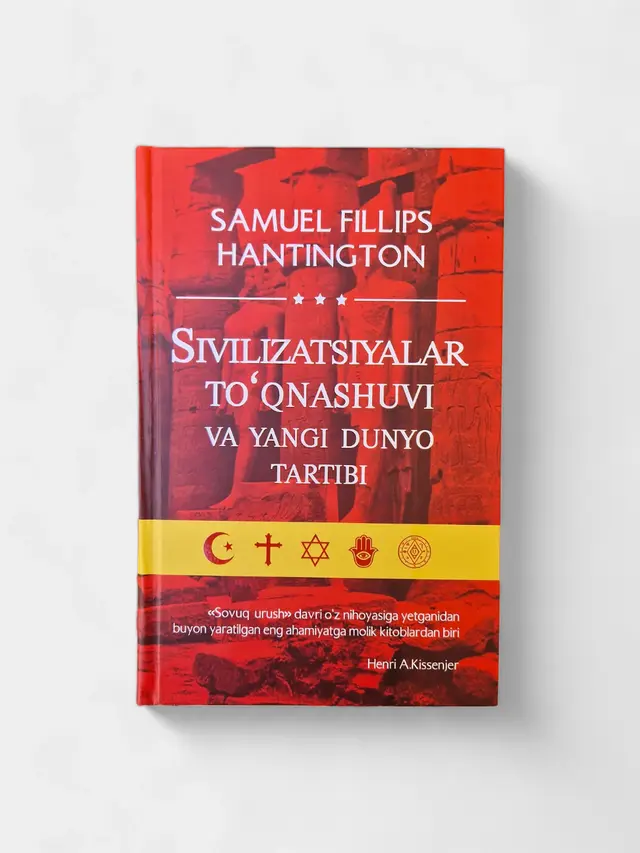 SAMUEL FILLIPS
HANTINGTON
SIVILIZATSIYALAR
TO‘QNASHUVI
VA YANGI DUNYO
TARTIBI
«Sovuq urush» davri o'z nihoyasiga yetganidan
buyon yaratilgan eng ahamiyatga molik kitoblardan biri
Henri A.Kissenjer